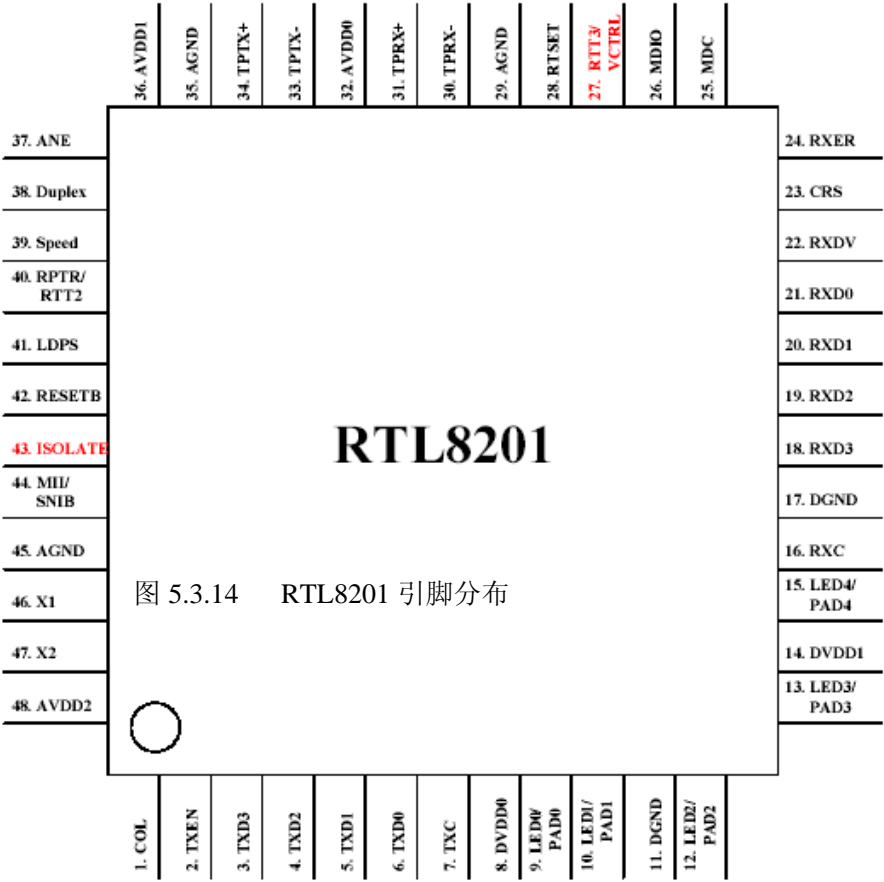 36. AVDD1
35. AGND
34. TPTX+
33. TPTX-
32. AVDD0
31. TPRX+
30. TPRX-
29. AGND
28. RTSET
27. RTT3/
VCTRL
26. MDIO
25. MDC
37. ANE
38. Duplex
39. Speed
40. RPTR/
RTT2
41. LDPS
42. RESETB
43. ISOLATE
44. MII/
SNIB
45. AGND
46. X1
47. X2
48. AVDD2
24. RXER
23. CRS
22. RXDV
21. RXD0
20. RXD1
19. RXD2
18. RXD3
17. DGND
16. RXC
15. LED4/
PAD4
14. DVDD1
13. LED3/
PAD3
RTL8201
图 5.3.14 RTL8201 引脚分布
1. COL
2. TXEN
3. TXD3
4. TXD2
5. TXD1
6. TXD0
7. TXC
8. DVDD0
9. LED0/
PAD0
10. LED1/
PAD1
11. DGND
12. LED2/
PAD2